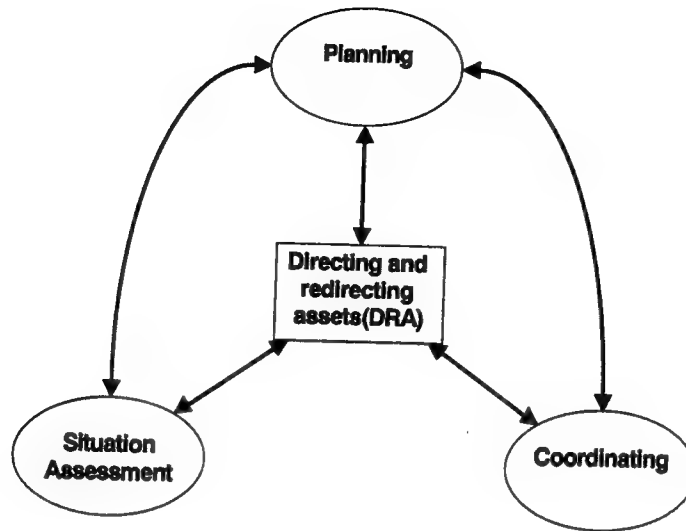 Planning
Directing and
redirecting
assets(DRA)
Situation
Assessment
Coordinating